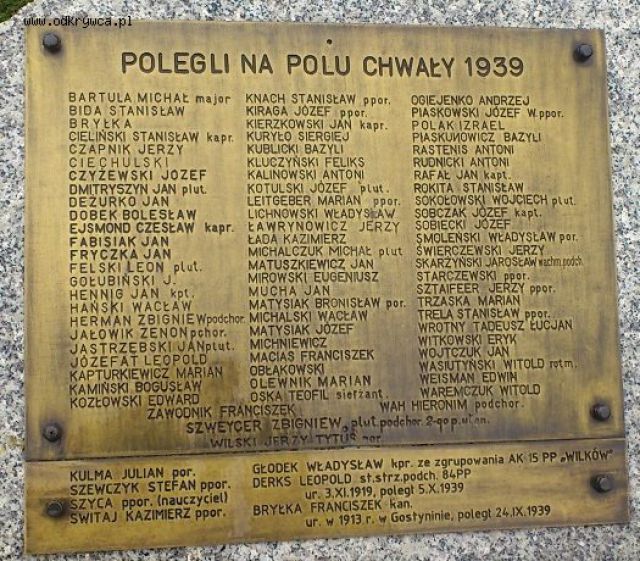 www.odkrywca.pl
POLEGLI NA POLU CHWAŁY 1939
BARTULA MICHAŁ major
BIDA STANISŁAW
BRYŁKA
CIELIŃSKI STANISŁAW kapr.
CZAPNIK JERZY
CIECHULSKI
CZYŻEWSKI JÓZEF
DMITRYSZYN JAN plut.
DEŻURKO JAN
DOBEK BOLESŁAW
EJSMOND CZESŁAW kapr.
FABISIAK JAN
FRYCZKA JAN
FELSKI LEON plut.
GOŁUBIŃSKI J.
HENNIG JAN kpt.
HAŃSKI WACŁAW
HERMAN ZBIGNIEW podchor.
JAŁOWIK ZENON pchor.
JASTRZĘBSKI JAN plut.
JÓZEFAT LEOPOLD
KAPTURKIEWICZ MARIAN
KAMIŃSKI BOGUSŁAW
KOZŁOWSKI EDWARD
KNACH STANISŁAW ppor.
KIRAGA JÓZEF ppor.
KIERZKOWSKI JAN kapr.
KURYŁO SIERGIEJ
KUBLICKI BAZYLI
KLUCZYŃSKI FELIKS
KALINOWSKI ANTONI
KOTULSKI JÓZEF plut.
LEITGEBER MARIAN ppor.
LICHNOWSKI WŁADYSŁAW
ŁAWRYNOWICZ JERZY
ŁADA KAZIMIERZ
MICHALCZUK MICHAŁ plut
MATUSZKIEWICZ JAN
MIROWSKI EUGENIUSZ
MUCHA JAN
MATYSIAK BRONISŁAW por.
MICHALSKI WACŁAW
MATYSIAK JÓZEF
MICHNIEWICZ
MACIAS FRANCISZEK
OBŁĄKOWSKI
OLEWNIK MARIAN
OSKA TEOFIL sierżant.
OGIEJENKO ANDRZEJ
PIASKOWSKI JÓZEF W.ppor.
POLAK IZRAEL
PIASKUNOWICZ BAZYLI
RASTENIS ANTONI
RUDNICKI ANTONI
RAFAŁ JAN kapt.
ROKITA STANISŁAW
SOKOŁOWSKI WOJCIECH plut.
SOBCZAK JÓZEF kapt.
SOBIECKI JÓZEF
SMOLEŃSKI WŁADYSŁAW por.
ŚWIERCZEWSKI JERZY
SKARŻYŃSKI JAROSŁAW wachm.podch.
STARCZEWSKI ppor.
SZTAIFEER JERZY ppor.
TRZASKA MARIAN
TRELA STANISŁAW ppor.
WROTNY TADEUSZ ŁUCJAN
WITKOWSKI ERYK
WOJTCZUK JAN
WASIUTYŃSKI WITOLD rotm.
WEISMAN EDWIN
WAREMCZUK WITOLD
ZAWODNIK FRANCISZEK WAH HIERONIM podchor.
SZWEYCER ZBIGNIEW, plut.podchor. 2-go p.uł.
WILSKI JERZY TYTUS por.
KULMA JULIAN por.
SZEWCZYK STEFAN ppor.
SZYCA ppor. (nauczyciel)
ŚWITAJ KAZIMIERZ ppor.
GŁODEK WŁADYSŁAW kpr. ze zgrupowania AK 15 PP „WILKÓW”
DERKS LEOPOLD st.strz.podch. 84PP
ur. 3.XI.1919, poległ 5.X.1939
BRYŁKA FRANCISZEK kan.
ur. w 1913 r. w Gostyninie, poległ 24.IX.1939